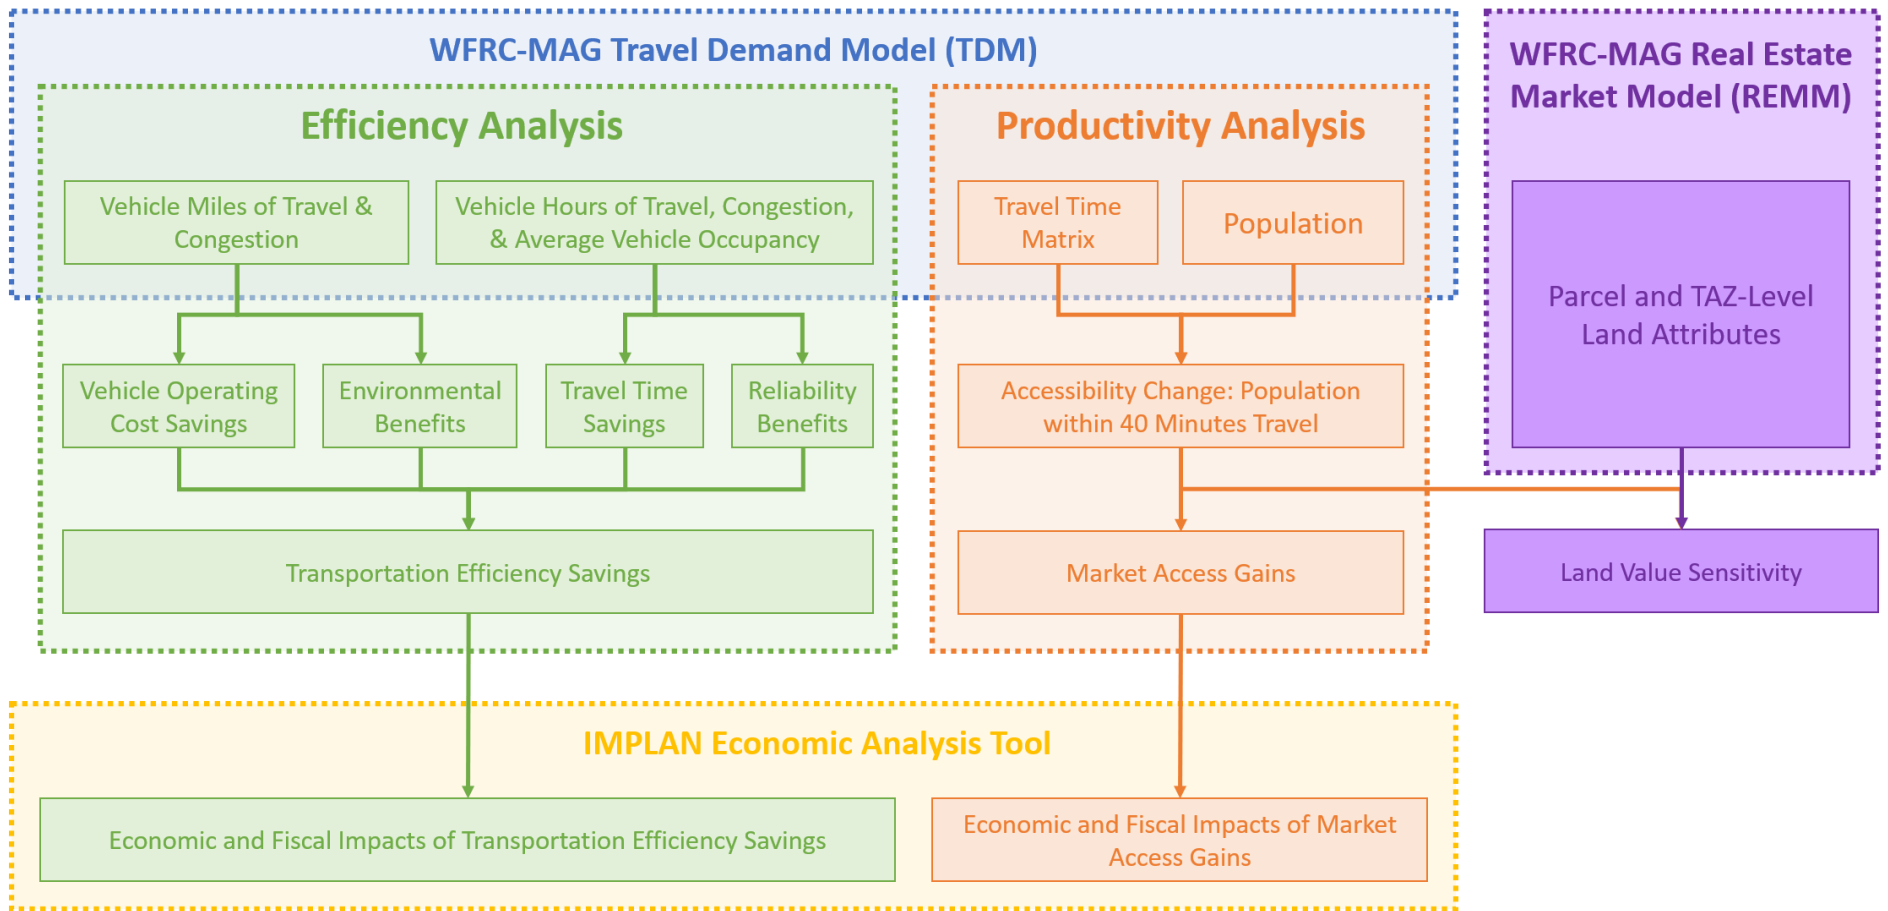 WFRC-MAG Travel Demand Model (TDM)
WFRC-MAG Real Estate
Market Model (REMM)
Efficiency Analysis
Productivity Analysis
Vehicle Miles of Travel &
Congestion
Vehicle Hours of Travel, Congestion,
& Average Vehicle Occupancy
Travel Time
Matrix
Population
Parcel and TAZ-Level
Land Attributes
Vehicle Operating
Cost Savings
Environmental
Benefits
Travel Time
Savings
Reliability
Benefits
Accessibility Change: Population
within 40 Minutes Travel
Transportation Efficiency Savings
Market Access Gains
Land Value Sensitivity
IMPLAN Economic Analysis Tool
Economic and Fiscal Impacts of Transportation Efficiency Savings
Economic and Fiscal Impacts of Market
Access Gains